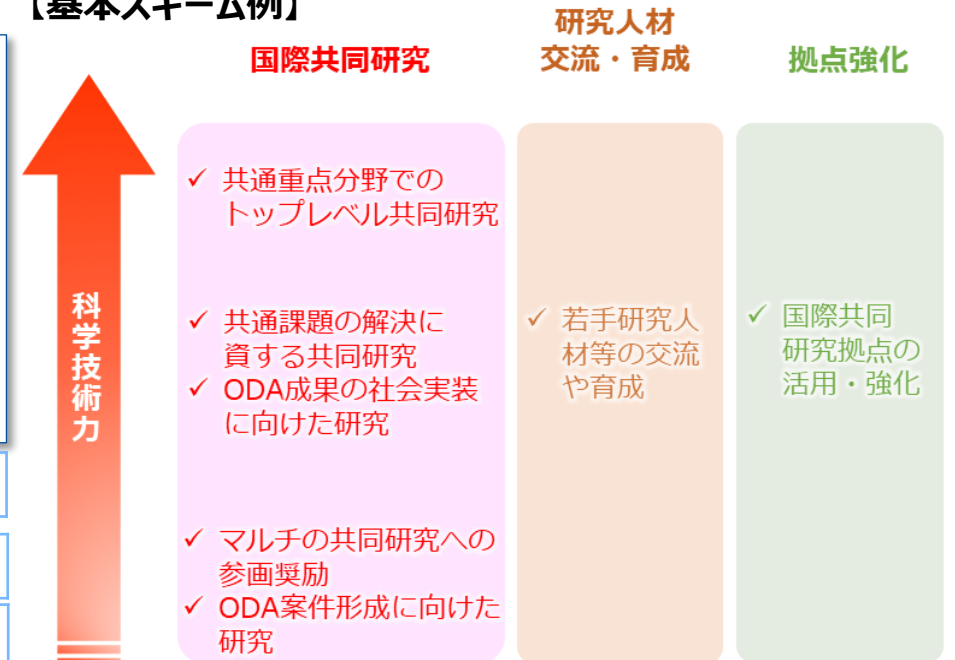 【基本スキーム例】
国際共同研究
研究人材
交流・育成
拠点強化
科学技術力
✓ 共通重点分野での
トップレベル共同研究
✓ 共通課題の解決に
資する共同研究
✓ ODA成果の社会実装
に向けた研究
✓ マルチの共同研究への
参画奨励
✓ ODA案件形成に向けた
研究
✓ 若手研究人
材等の交流
や育成
✓ 国際共同
研究拠点の
活用・強化